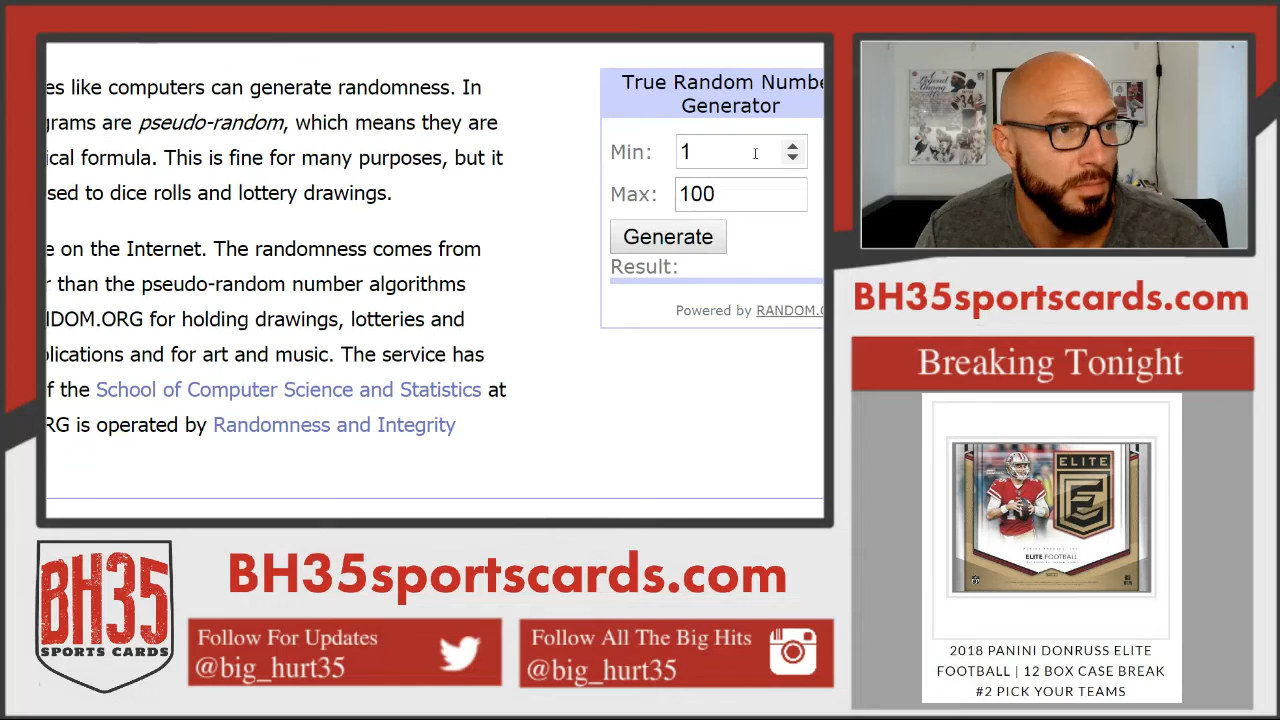 es like computers can generate randomness. In
grams are pseudo-random, which means they are
ical formula. This is fine for many purposes, but it
sed to dice rolls and lottery drawings.
e on the Internet. The randomness comes from
r than the pseudo-random number algorithms
NDOM.ORG for holding drawings, lotteries and
plications and for art and music. The service has
f the School of Computer Science and Statistics at
RG is operated by Randomness and Integrity
True Random Numbe
Generator
Min: 1
Max: 100
Generate
Result:
Powered by RANDOM.O
Legend
34
BH35sportscards.com
Breaking Tonight
ELITE
E
ELITE FOOTBALL
2018 PANINI DONRUSS ELITE
FOOTBALL | 12 BOX CASE BREAK
#2 PICK YOUR TEAMS
BH35
SPORTS CARDS
BH35sportscards.com
Follow For Updates
@big_hurt35
Follow All The Big Hits
@big_hurt35